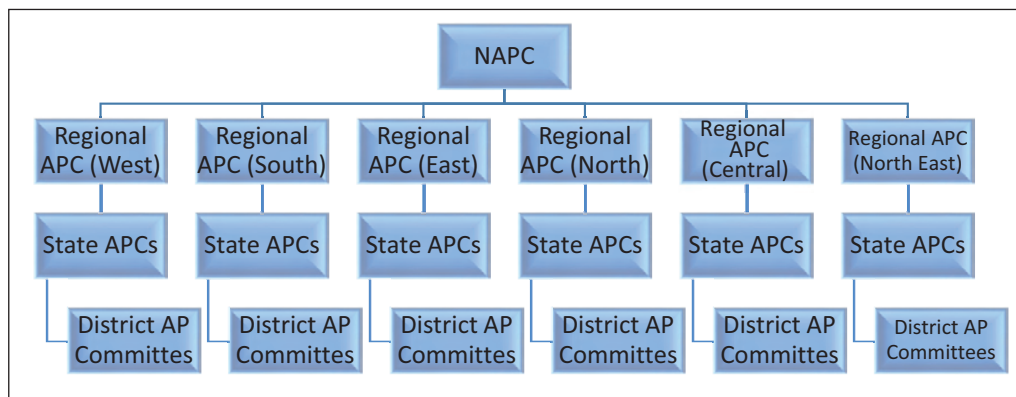 NAPC
Regional
APC (West)
Regional
APC (South)
Regional
APC (East)
Regional
APC (North)
Regional
APC
(Central)
Regional APC
(North East)
State APCs
State APCs
State APCs
State APCs
State APCs
State APCs
District AP
Committes
District AP
Committes
District AP
Committes
District AP
Committes
District AP
Committes
District AP
Committees